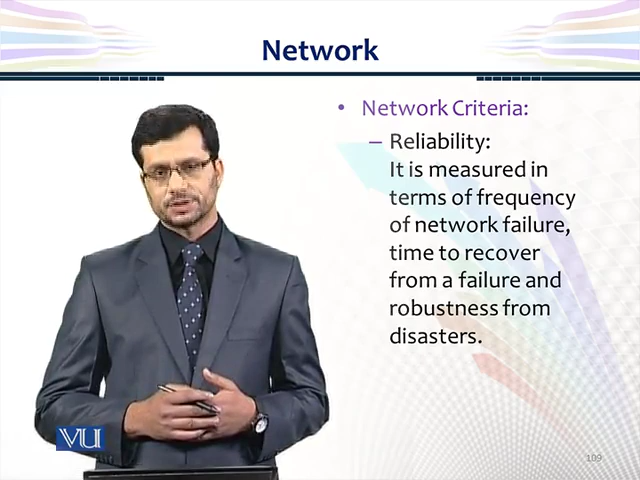 Network
• Network Criteria:
– Reliability:
It is measured in
terms of frequency
of network failure,
time to recover
from a failure and
robustness from
disasters.
VU
109